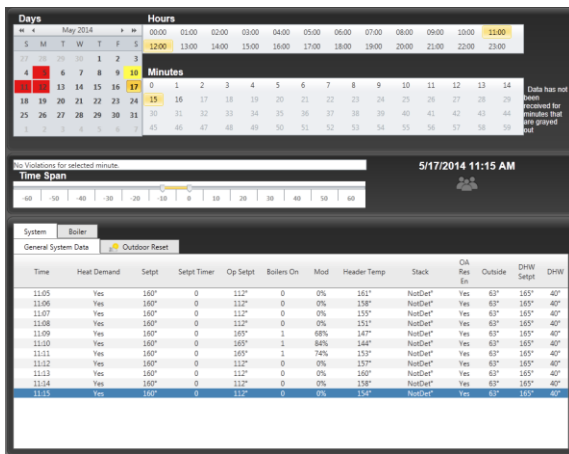 Days
Hours
May 2014
00:00 01:00 02:00 03:00 04:00 05:00 06:00 07:00 08:00 09:00 10:00 11:00
12:00 13:00 14:00 15:00 16:00 17:00 18:00 19:00 20:00 21:00 22:00 23:00
S M T W T F S
27 28 29 30 1 2 3
4 5 6 7 8 9 10
11 12 13 14 15 16 17
18 19 20 21 22 23 24
25 26 27 28 29 30 31
1 2 3 4 5 6 7
Minutes
0 1 2 3 4 5 6 7 8 9 10 11 12 13 14
15 16 17 18 19 20 21 22 23 24 25 26 27 28 29
30 31 32 33 34 35 36 37 38 39 40 41 42 43 44
45 46 47 48 49 50 51 52 53 54 55 56 57 58 59
Data has not
been
received for
minutes that
are grayed
out
No Violations for selected minute.
5/17/2014 11:15 AM
Time Span
-60 -50 -40 -30 -20 -10 0 10 20 30 40 50 60
System Boiler
General System Data Outdoor Reset
Time Heat Demand Setpt Setpt Timer Op Setpt Boilers On Mod Header Temp Stack OA Res En Outside DHW Setpt DHW
11:05 Yes 160° 0 112° 0 0% 161° NotDet° Yes 63° 165° 40°
11:06 Yes 160° 0 112° 0 0% 158° NotDet° Yes 63° 165° 40°
11:07 Yes 160° 0 112° 0 0% 155° NotDet° Yes 63° 165° 40°
11:08 Yes 160° 0 112° 0 0% 151° NotDet° Yes 63° 165° 40°
11:09 Yes 160° 0 165° 1 68% 147° NotDet° Yes 63° 165° 40°
11:10 Yes 160° 0 165° 1 84% 144° NotDet° Yes 63° 165° 40°
11:11 Yes 160° 0 165° 1 74% 153° NotDet° Yes 63° 165° 40°
11:12 Yes 160° 0 112° 0 0% 157° NotDet° Yes 63° 165° 40°
11:13 Yes 160° 0 112° 0 0% 160° NotDet° Yes 63° 165° 40°
11:14 Yes 160° 0 112° 0 0% 158° NotDet° Yes 63° 165° 40°
11:15 Yes 160° 0 112° 0 0% 154° NotDet° Yes 63° 165° 40°